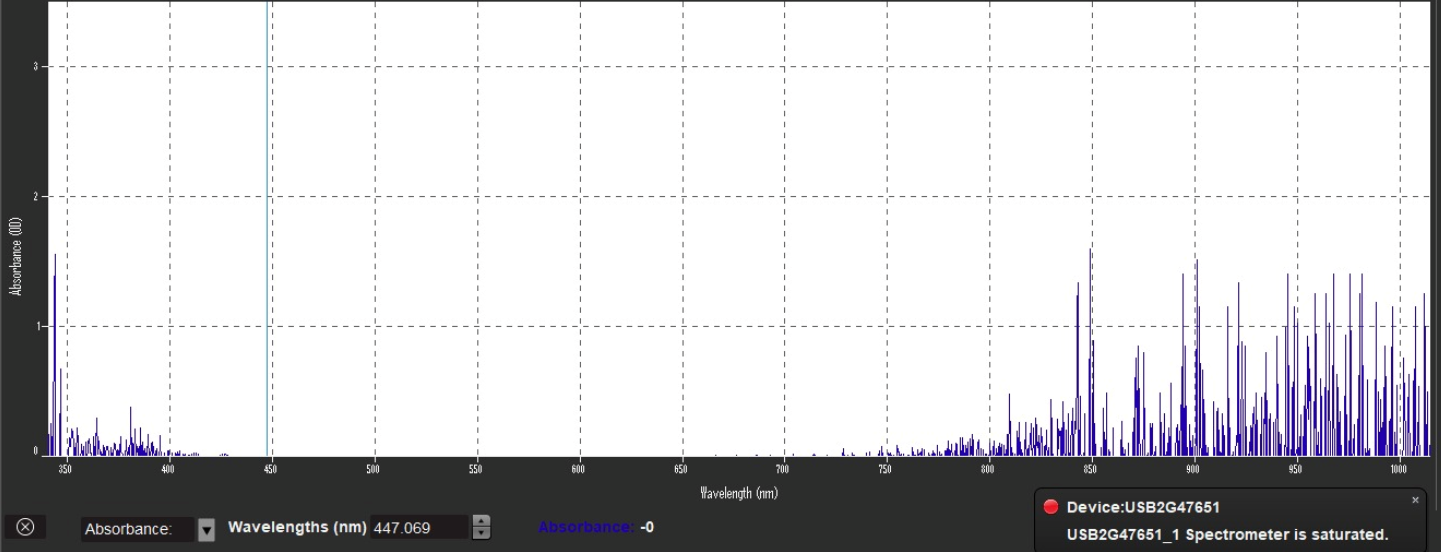 3
2
Absorbance (OD)
1
0
350 400 450 500 550 600 650 700 750 800 850 900 950 1000
Wavelength (nm)
Absorbance: Wavelengths (nm) 447.069 Absorbance: -0
Device:USB2G47651
USB2G47651_1 Spectrometer is saturated.